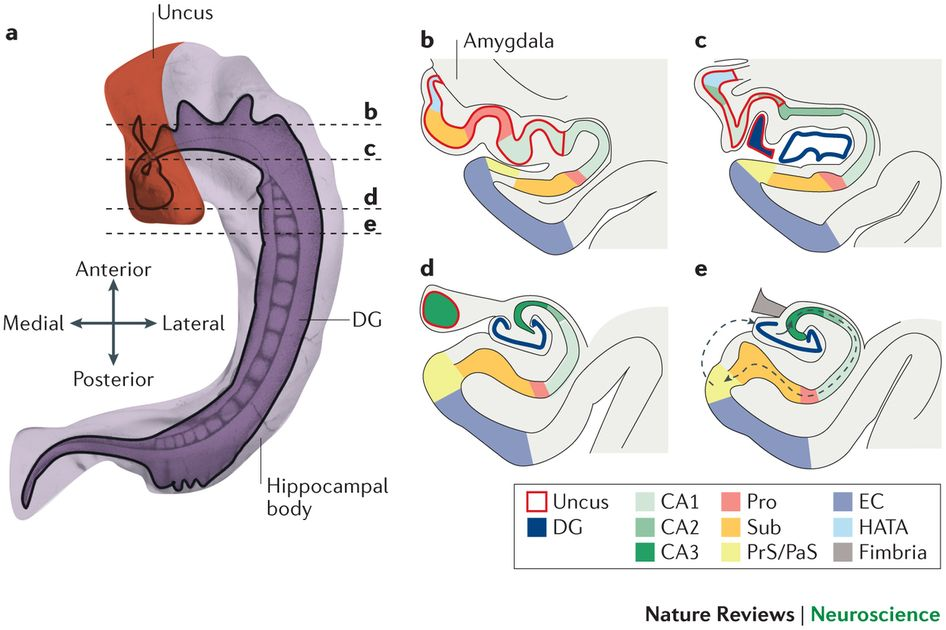 Uncus
a
b
Amygdala
c
b
c
d
e
Anterior
Medial
Lateral
Posterior
DG
Hippocampal
body
d
e
Uncus
DG
CA1
CA2
CA3
Pro
Sub
PrS/PaS
EC
HATA
Fimbria
Nature Reviews | Neuroscience